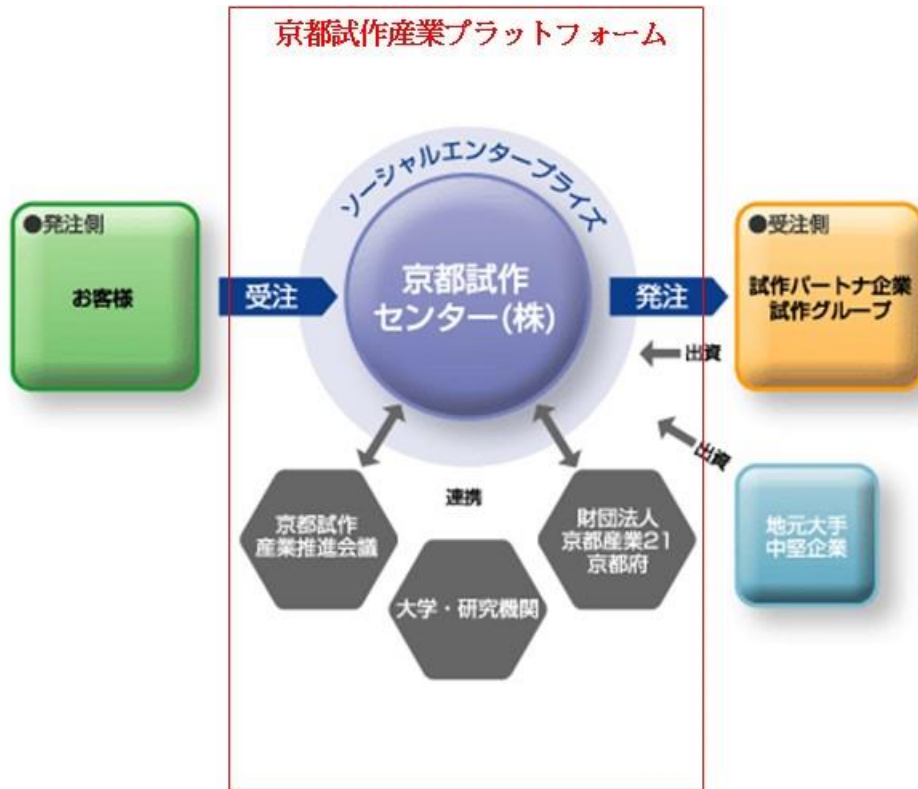 京都試作産業プラットフォーム
ソーシャルエンタープライズ
●発注側
お客様
受注
京都試作
センター(株)
発注
●受注側
試作パートナ企業
試作グループ
出資
出資
連携
京都試作
産業推進会議
大学・研究機関
財団法人
京都産業21
京都府
地元大手
中堅企業